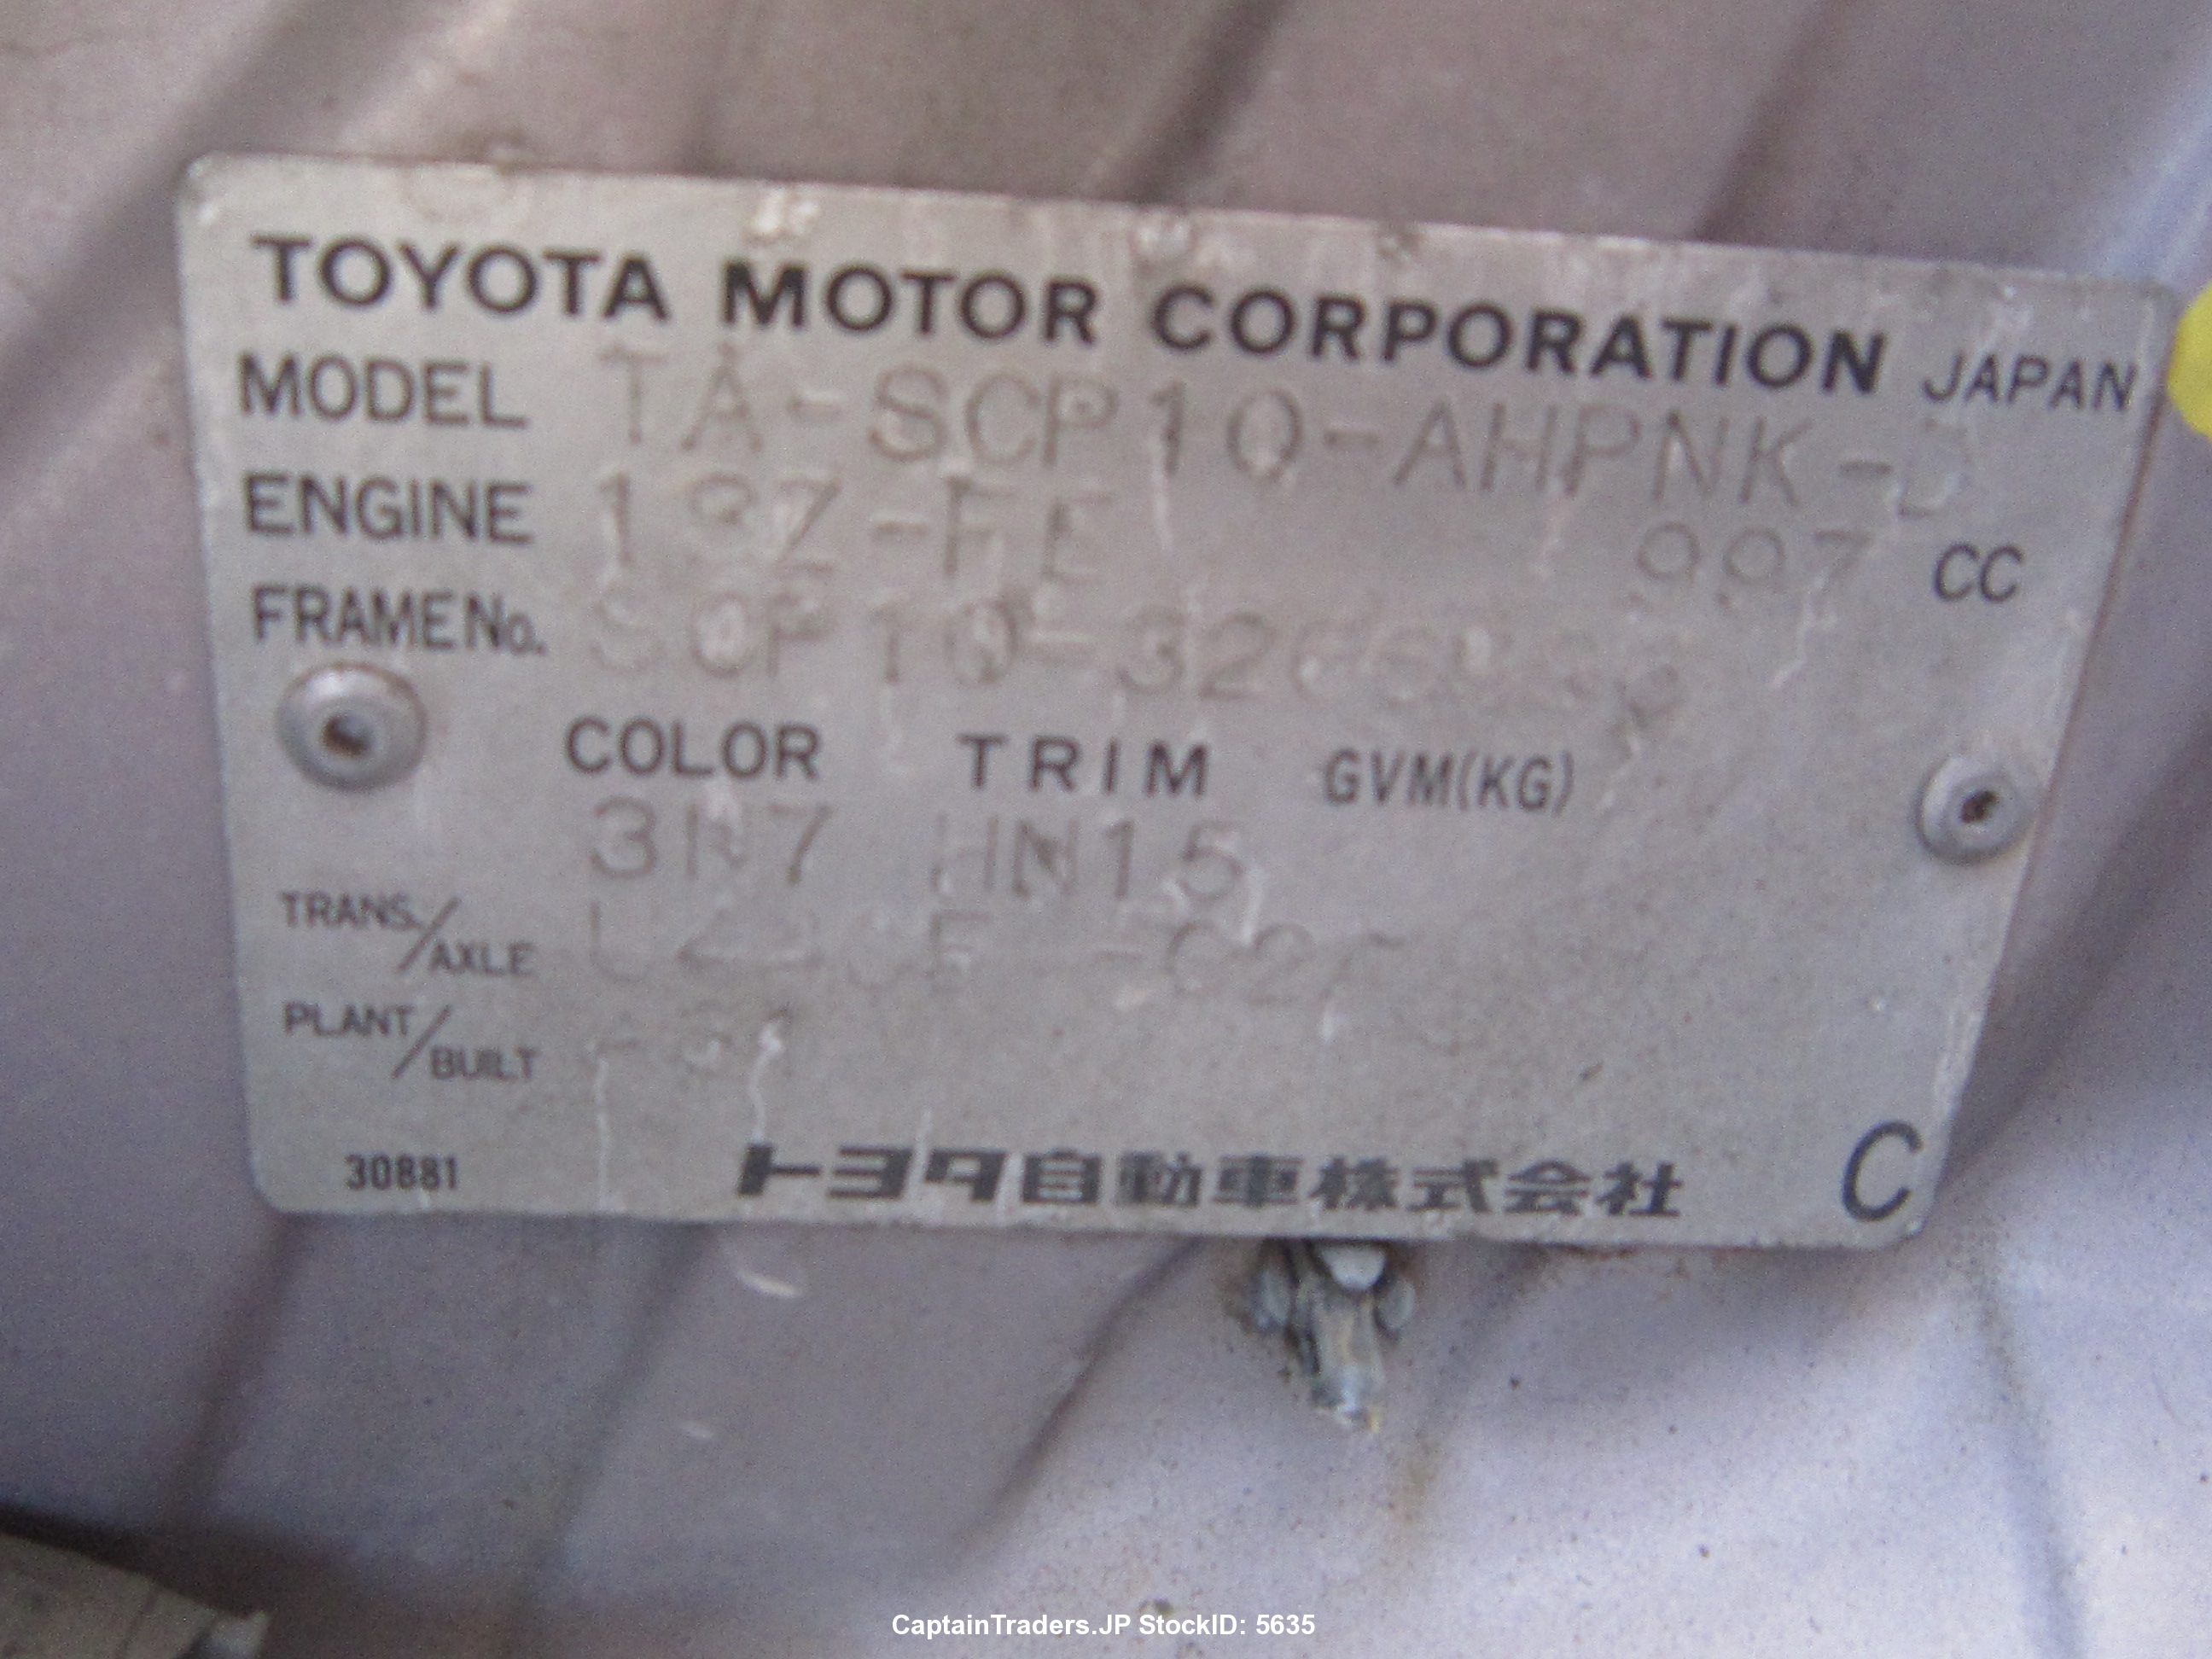 TOYOTA MOTOR CORPORATION JAPAN
MODEL TA-SCP10-AHPNK
ENGINE 1SZ-FE 997 CC
FRAME No.
COLOR TRIM GVM(KG)
3N7 HN15
TRANS./AXLE
PLANT/BUILT
30881 トヨタ自動車株式会社 C
CaptainTraders.JP StockID: 5635